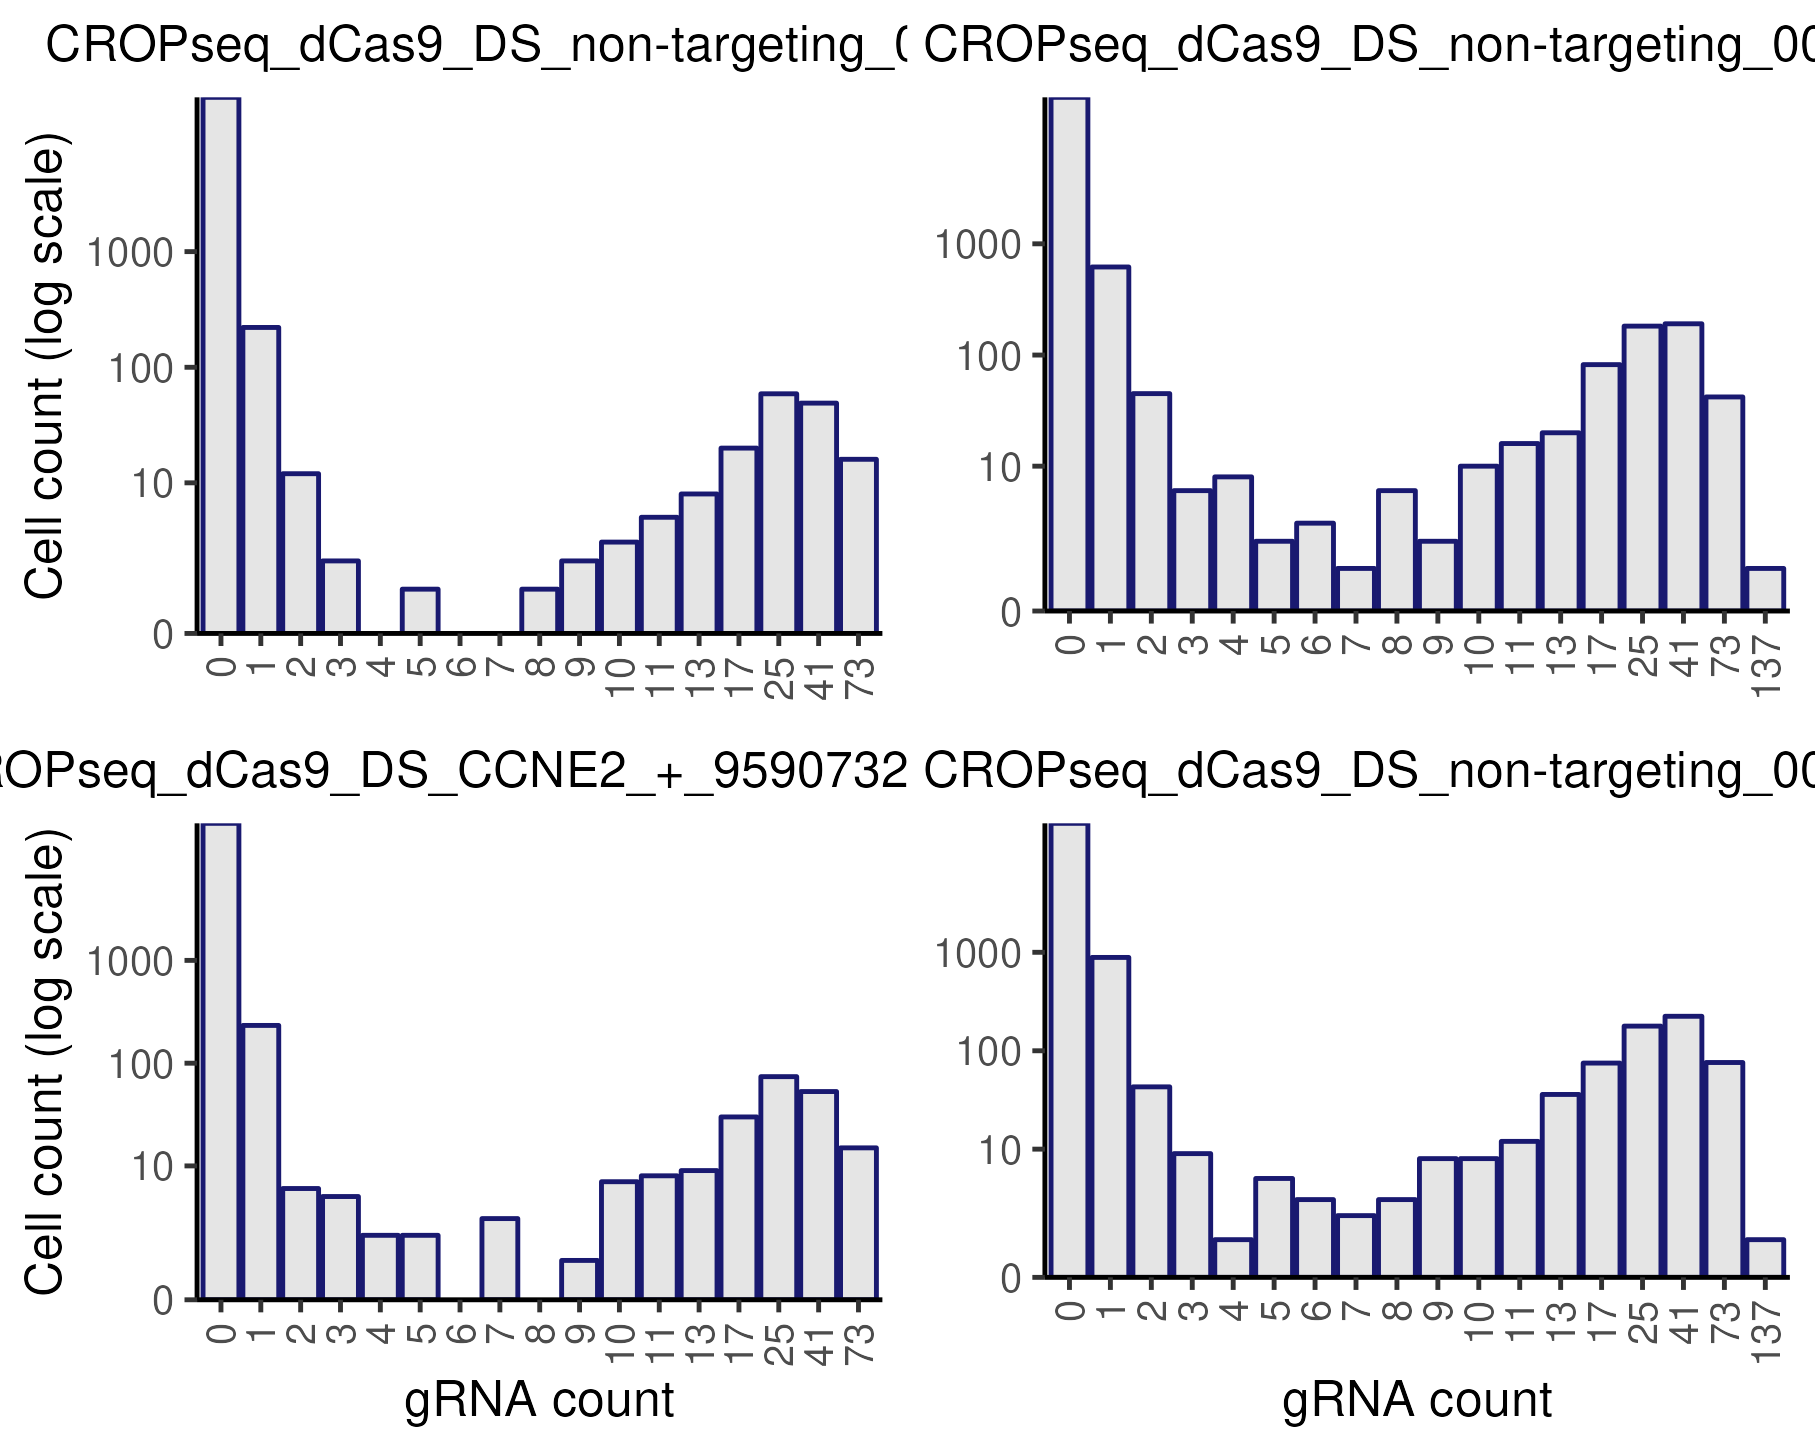 CROPseq_dCas9_DS_non-targeting_0
Cell count (log scale)
1000
100
10
0
0 1 2 3 4 5 6 7 8 9 10 11 13 17 25 41 73
CROPseq_dCas9_DS_non-targeting_00
1000
100
10
0
0 1 2 3 4 5 6 7 8 9 10 11 13 17 25 41 73 137
ROPseq_dCas9_DS_CCNE2_+_9590732
Cell count (log scale)
1000
100
10
0
0 1 2 3 4 5 6 7 8 9 10 11 13 17 25 41 73
gRNA count
CROPseq_dCas9_DS_non-targeting_00
1000
100
10
0
0 1 2 3 4 5 6 7 8 9 10 11 13 17 25 41 73 137
gRNA count